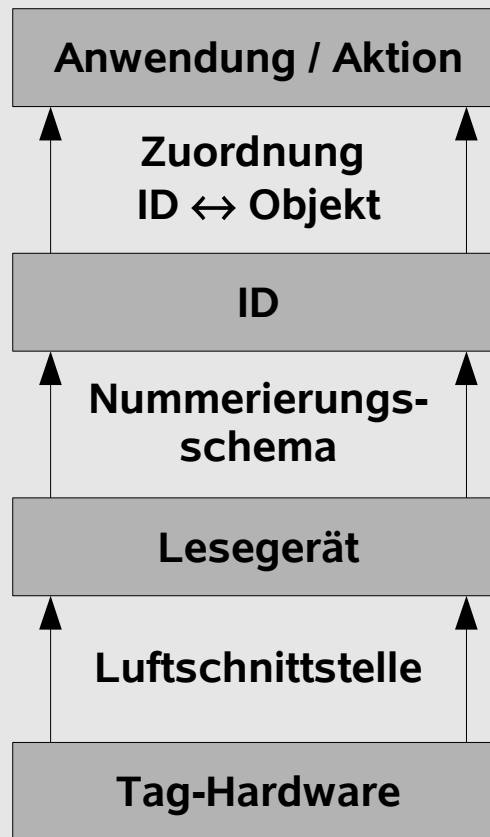 Anwendung / Aktion
Zuordnung
ID ↔ Objekt
ID
Nummerierungs-
schema
Lesegerät
Luftschnittstelle
Tag-Hardware